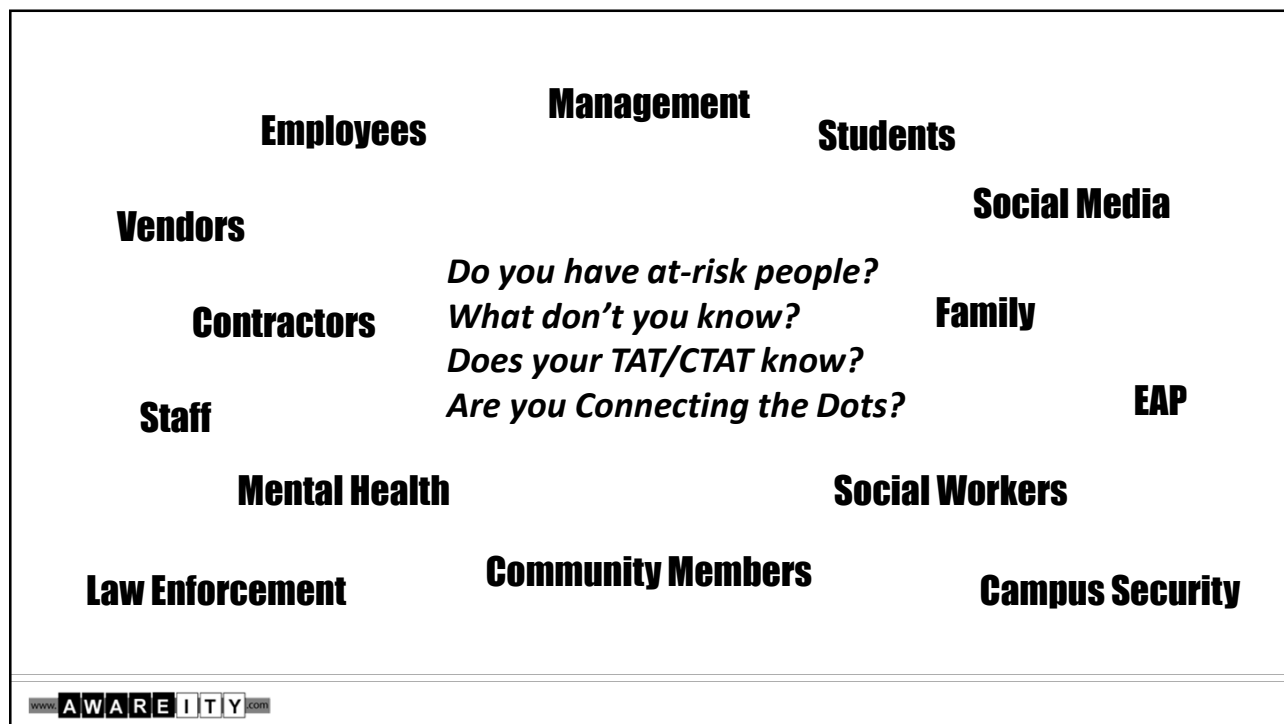 Management
Employees
Students
Social Media
Vendors
Do you have at-risk people?
What don’t you know?
Does your TAT/CTAT know?
Are you Connecting the Dots?
Contractors
Family
Staff
EAP
Mental Health
Social Workers
Law Enforcement
Community Members
Campus Security
www.AWAREITY.com